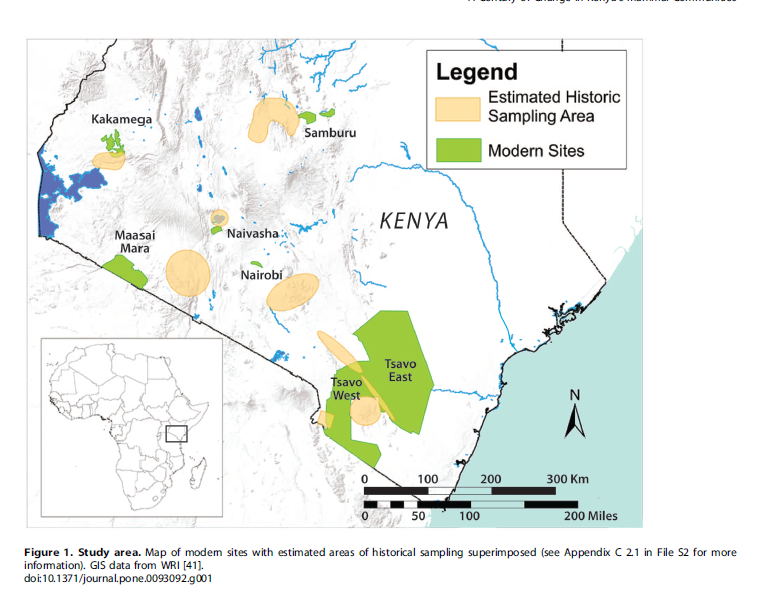 A Century of Change in Kenya's Mammal Communities
Legend
Estimated Historic
Sampling Area
Modern Sites
Kakamega
Samburu
KENYA
Maasai
Mara
Naivasha
Nairobi
Tsavo
East
Tsavo
West
N
0 100 200 300 Km
0 50 100 200 Miles
Figure 1. Study area. Map of modern sites with estimated areas of historical sampling superimposed (see Appendix C 2.1 in File S2 for more
information). GIS data from WRI [41].
doi:10.1371/journal.pone.0093092.g001